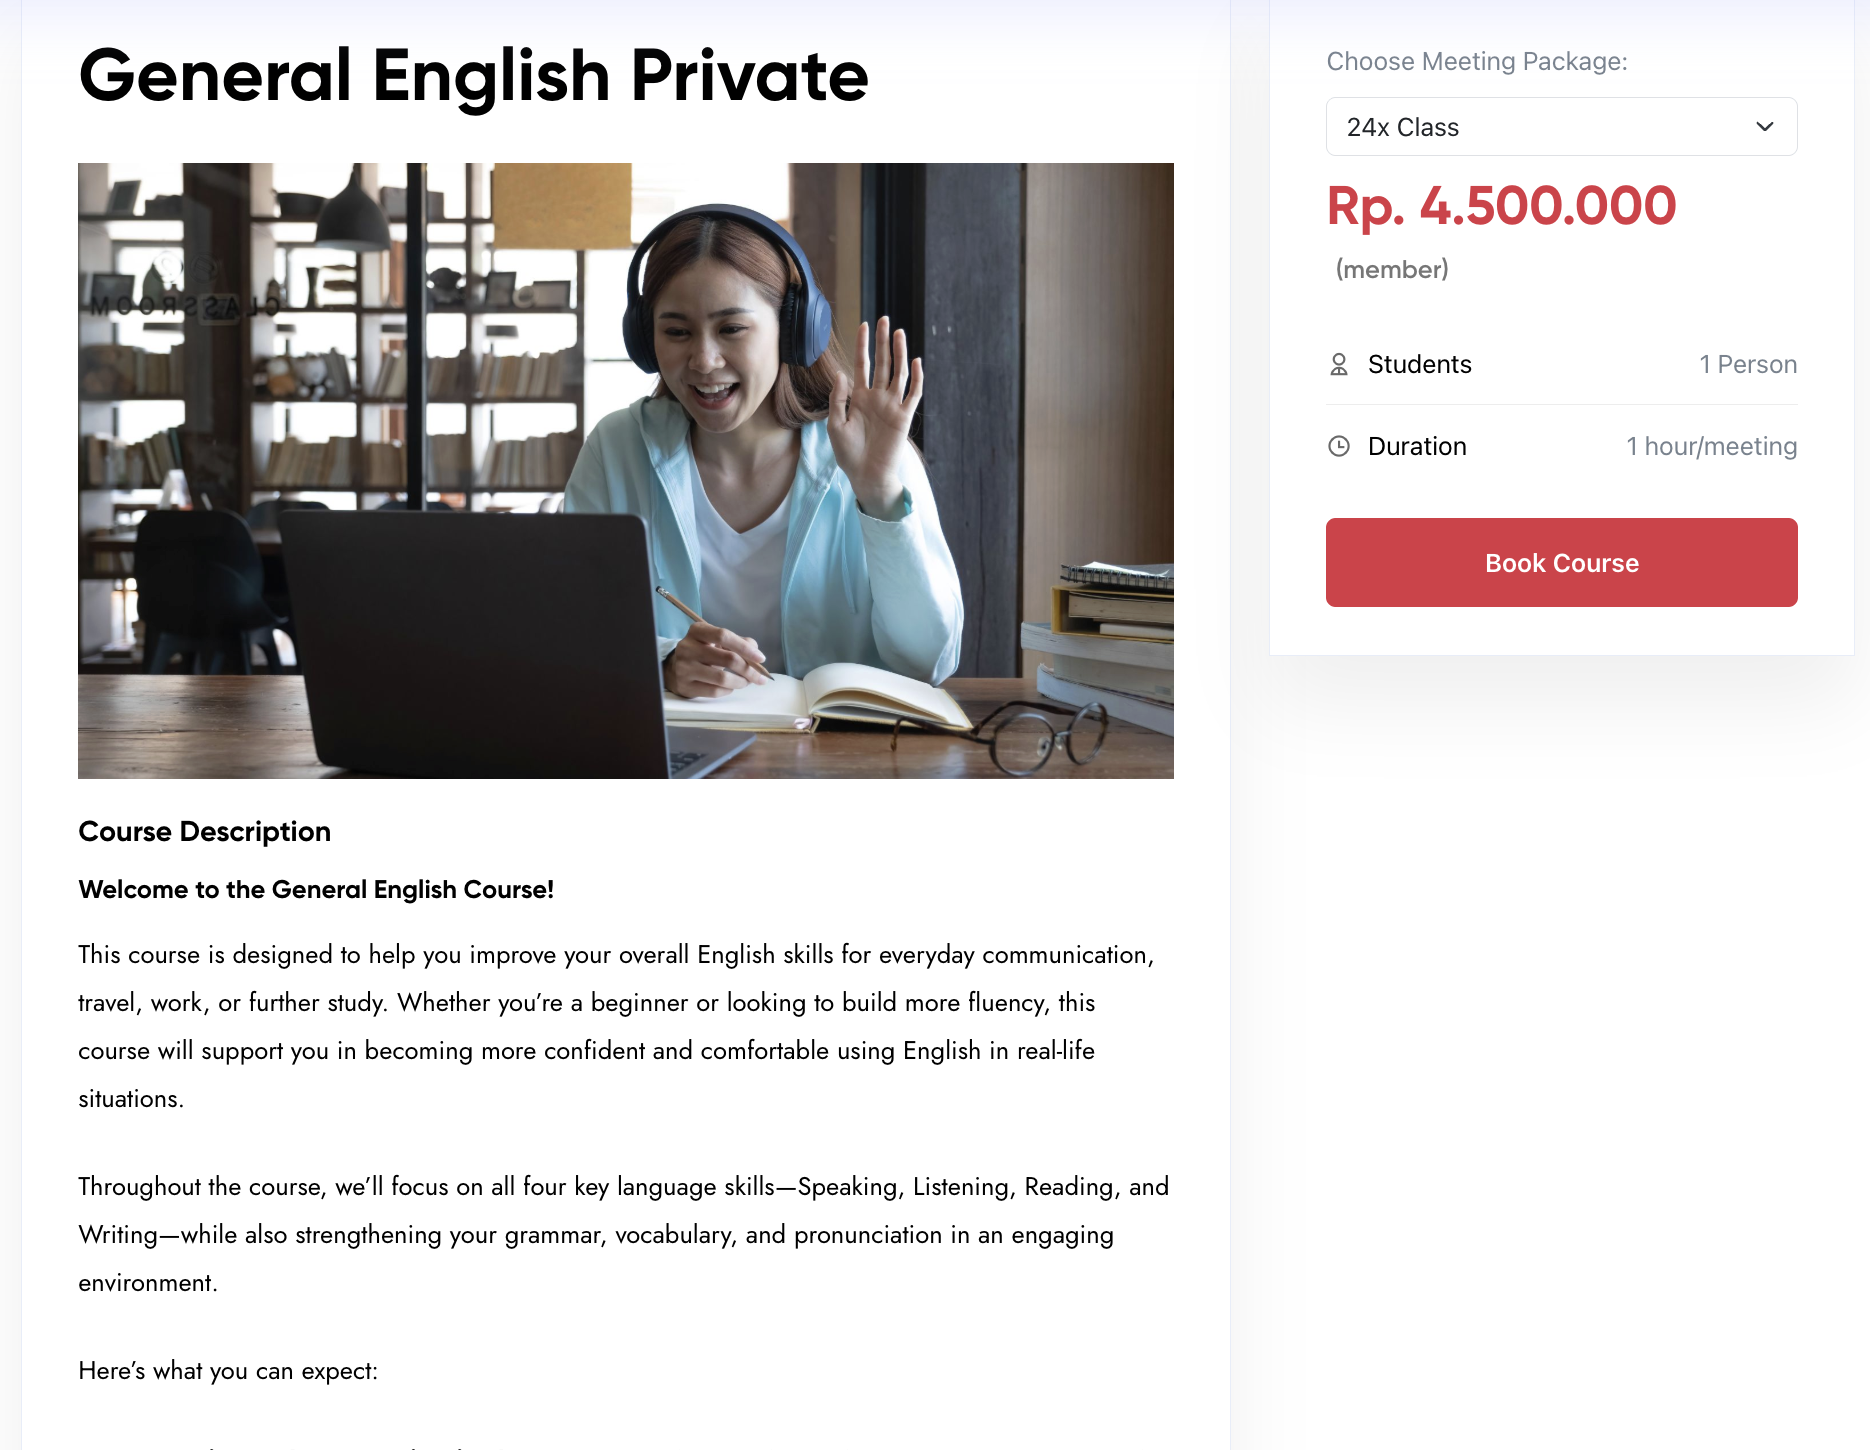 General English Private
CLASSROOM
Course Description
Welcome to the General English Course!
This course is designed to help you improve your overall English skills for everyday communication,
travel, work, or further study. Whether you’re a beginner or looking to build more fluency, this
course will support you in becoming more confident and comfortable using English in real-life
situations.
Throughout the course, we’ll focus on all four key language skills—Speaking, Listening, Reading, and
Writing—while also strengthening your grammar, vocabulary, and pronunciation in an engaging
environment.
Here’s what you can expect:
Choose Meeting Package:
24x Class
Rp. 4.500.000
(member)
Students 1 Person
Duration 1 hour/meeting
Book Course